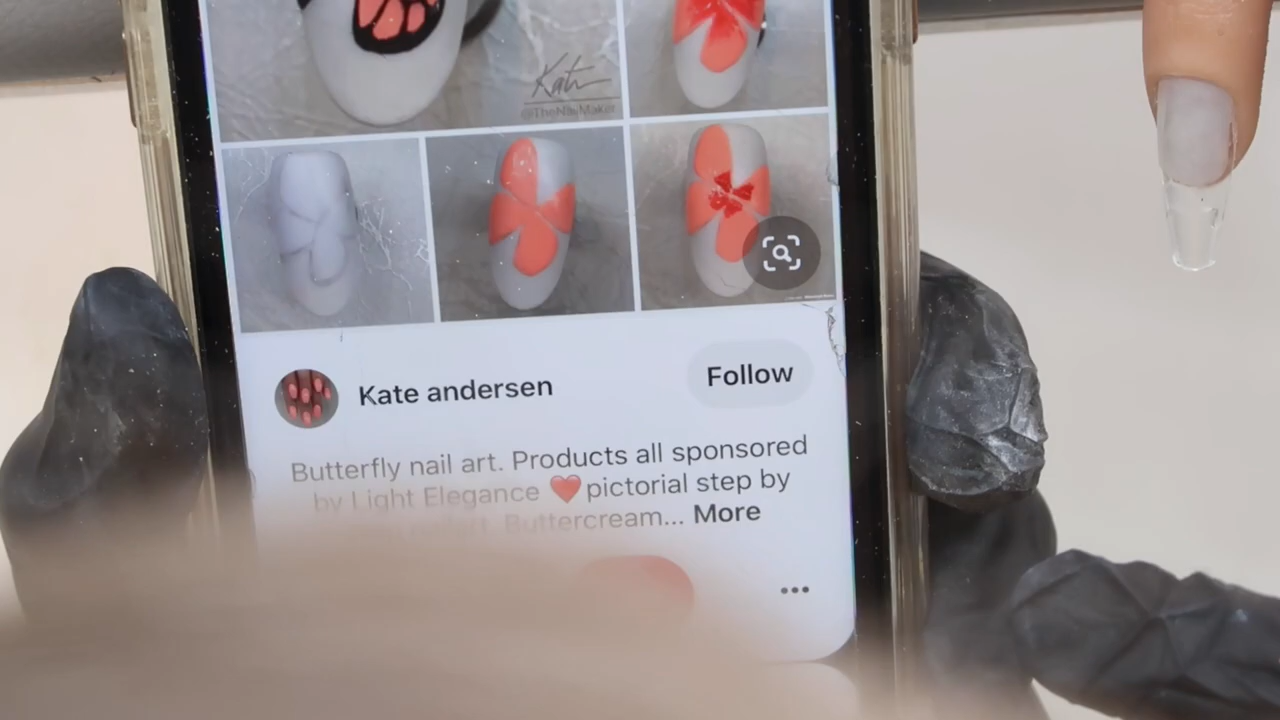 Kate
@TheNailMaker
Kate andersen
Follow
Butterfly nail art. Products all sponsored
by Light Elegance ❤️ pictorial step by
nailart. Buttercream... More